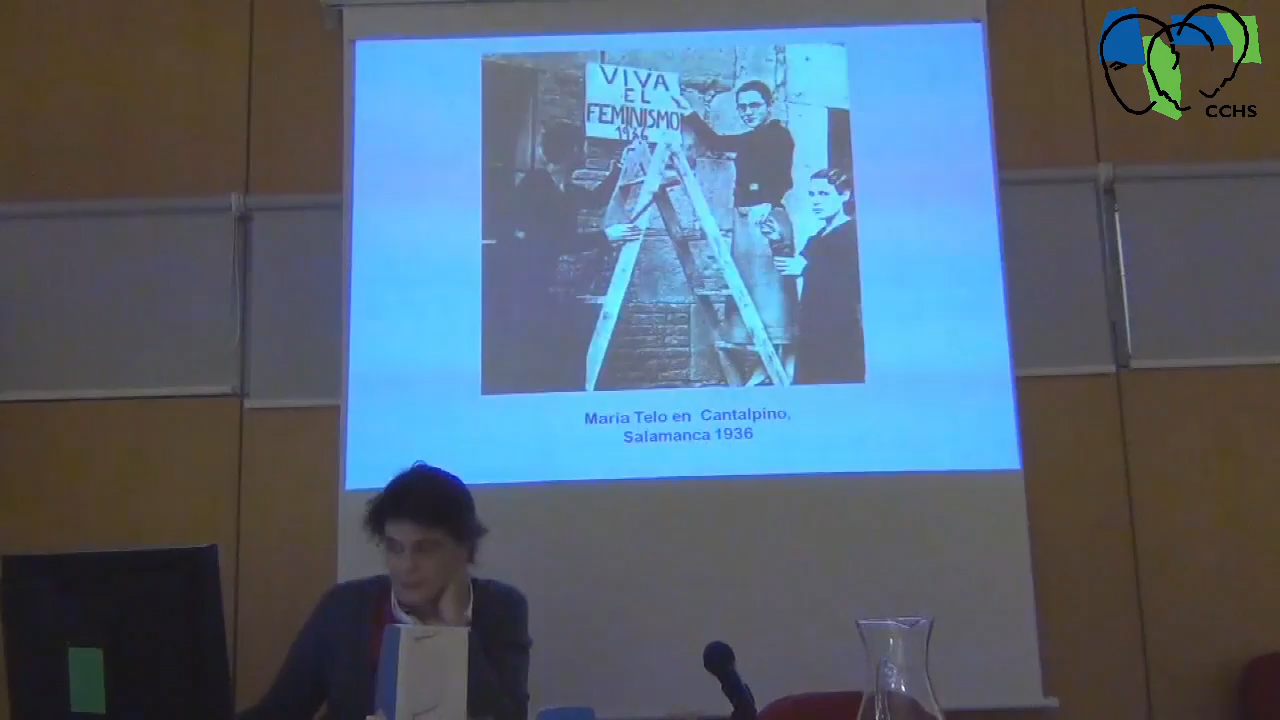 VIVA
EL
FEMINISMO
1936
María Telo en Cantalpino,
Salamanca 1936
CCHS